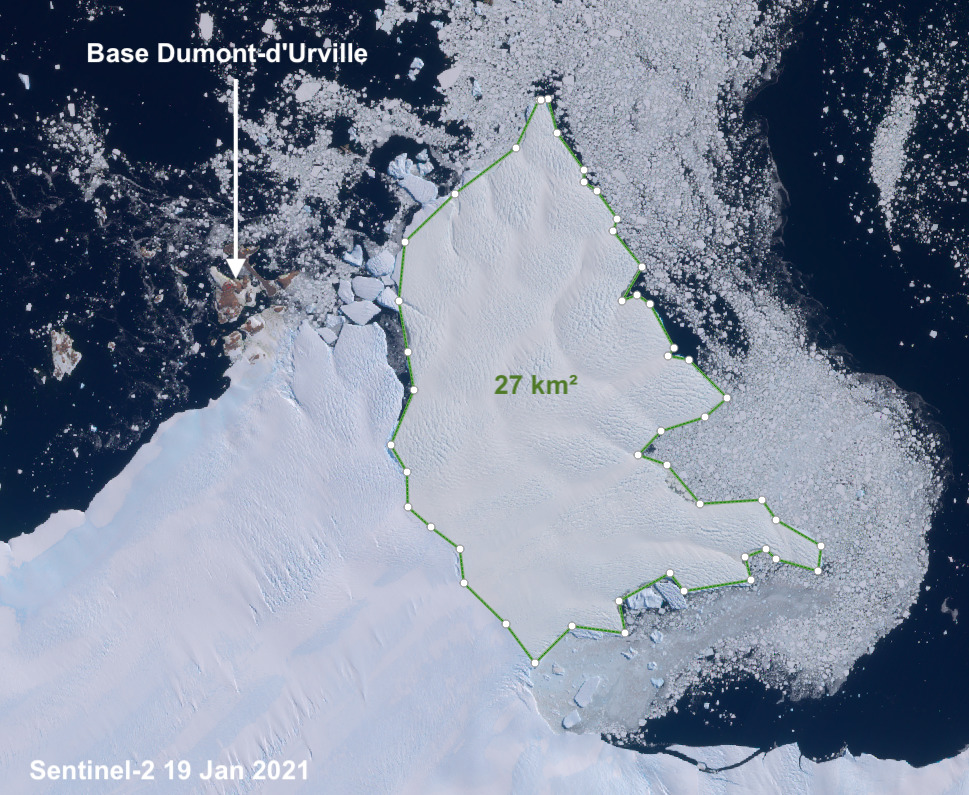 Base Dumont-d'Urville
27 km²
Sentinel-2 19 Jan 2021